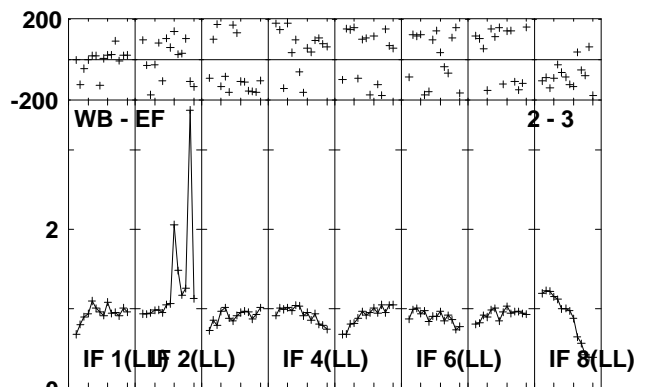 200
-200
WB - EF 2 - 3
2
IF 1(LL) IF 2(LL) IF 4(LL) IF 6(LL) IF 8(LL)
0